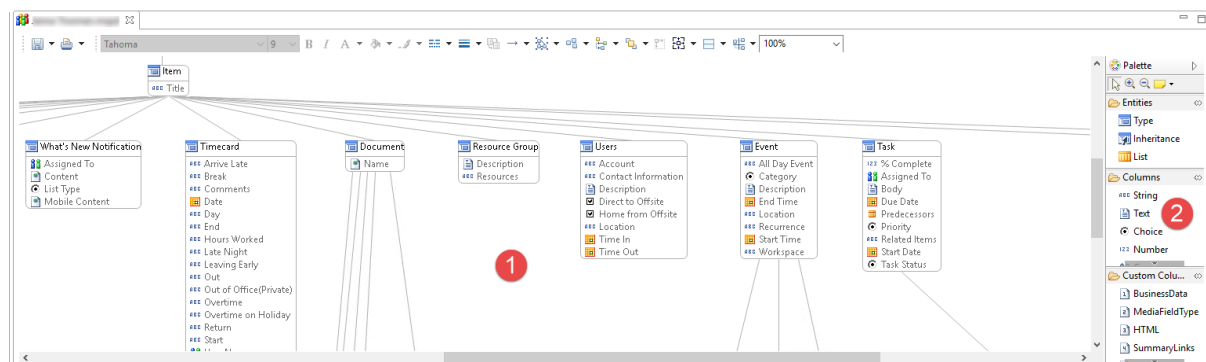 Tahoma
9
B I A
100%
Item
Title
What's New Notification
Assigned To
Content
List Type
Mobile Content
Timecard
Arrive Late
Break
Comments
Date
Day
End
Hours Worked
Late Night
Leaving Early
Out
Out of Office(Private)
Overtime
Overtime on Holiday
Return
Start
Document
Name
Resource Group
Description
Resources
1
Users
Account
Contact Information
Description
Direct to Offsite
Home from Offsite
Location
Time In
Time Out
Event
All Day Event
Category
Description
End Time
Location
Recurrence
Start Time
Workspace
Task
% Complete
Assigned To
Body
Due Date
Predecessors
Priority
Related Items
Start Date
Task Status
Palette
Entities
Type
Inheritance
List
Columns
String
Text
2
Choice
Number
Custom Colu...
BusinessData
MediaFieldType
HTML
SummaryLinks